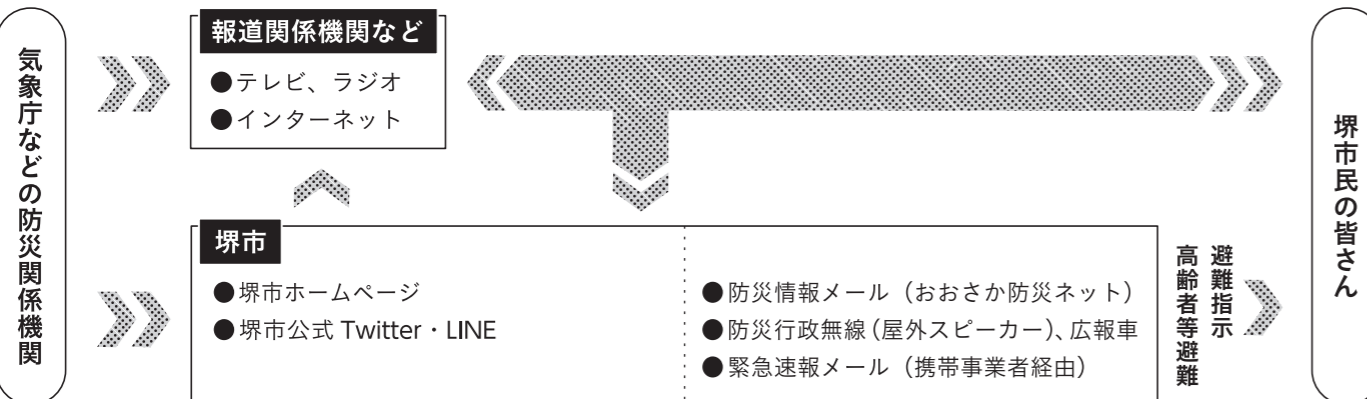 気象庁などの防災関係機関
報道関係機関など
●テレビ、ラジオ
●インターネット
堺市
●堺市ホームページ
●堺市公式 Twitter・LINE
●防災情報メール（おおさか防災ネット）
●防災行政無線（屋外スピーカー）、広報車
●緊急速報メール（携帯事業者経由）
避難指示
高齢者等避難
堺市民の皆さん